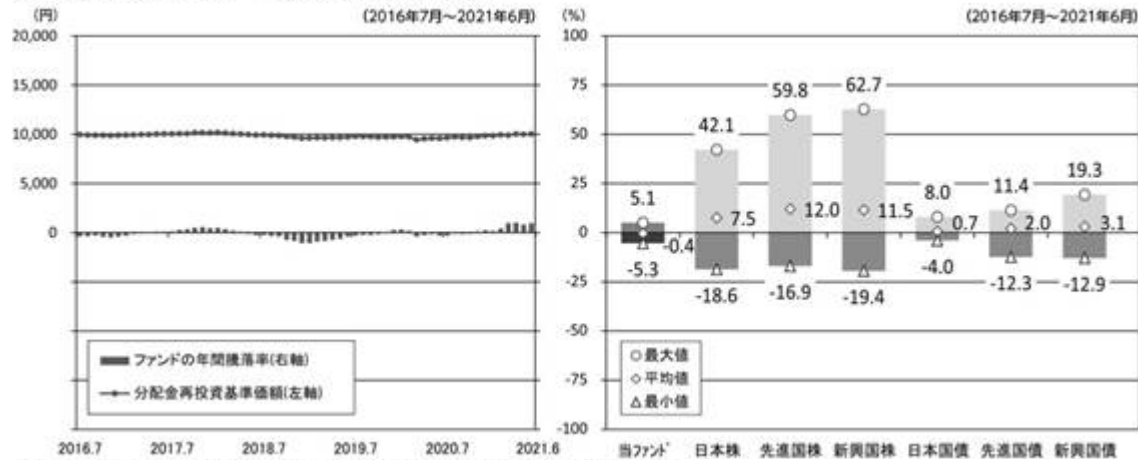 (円)
(2016年7月～2021年6月)
20,000
15,000
10,000
5,000
0
ファンドの年間騰落率(右軸)
分配金再投資基準価額(左軸)
2016.7 2017.7 2018.7 2019.7 2020.7 2021.6
(%)
(2016年7月～2021年6月)
100
75
50
25
0
-25
-50
-75
-100
5.1 42.1 59.8 62.7 8.0 11.4 19.3
-0.4 7.5 12.0 11.5 0.7 2.0 3.1
-5.3 -18.6 -16.9 -19.4 -4.0 -12.3 -12.9
最大値
平均値
最小値
当ファンド 日本株 先進国株 新興国株 日本国債 先進国債 新興国債